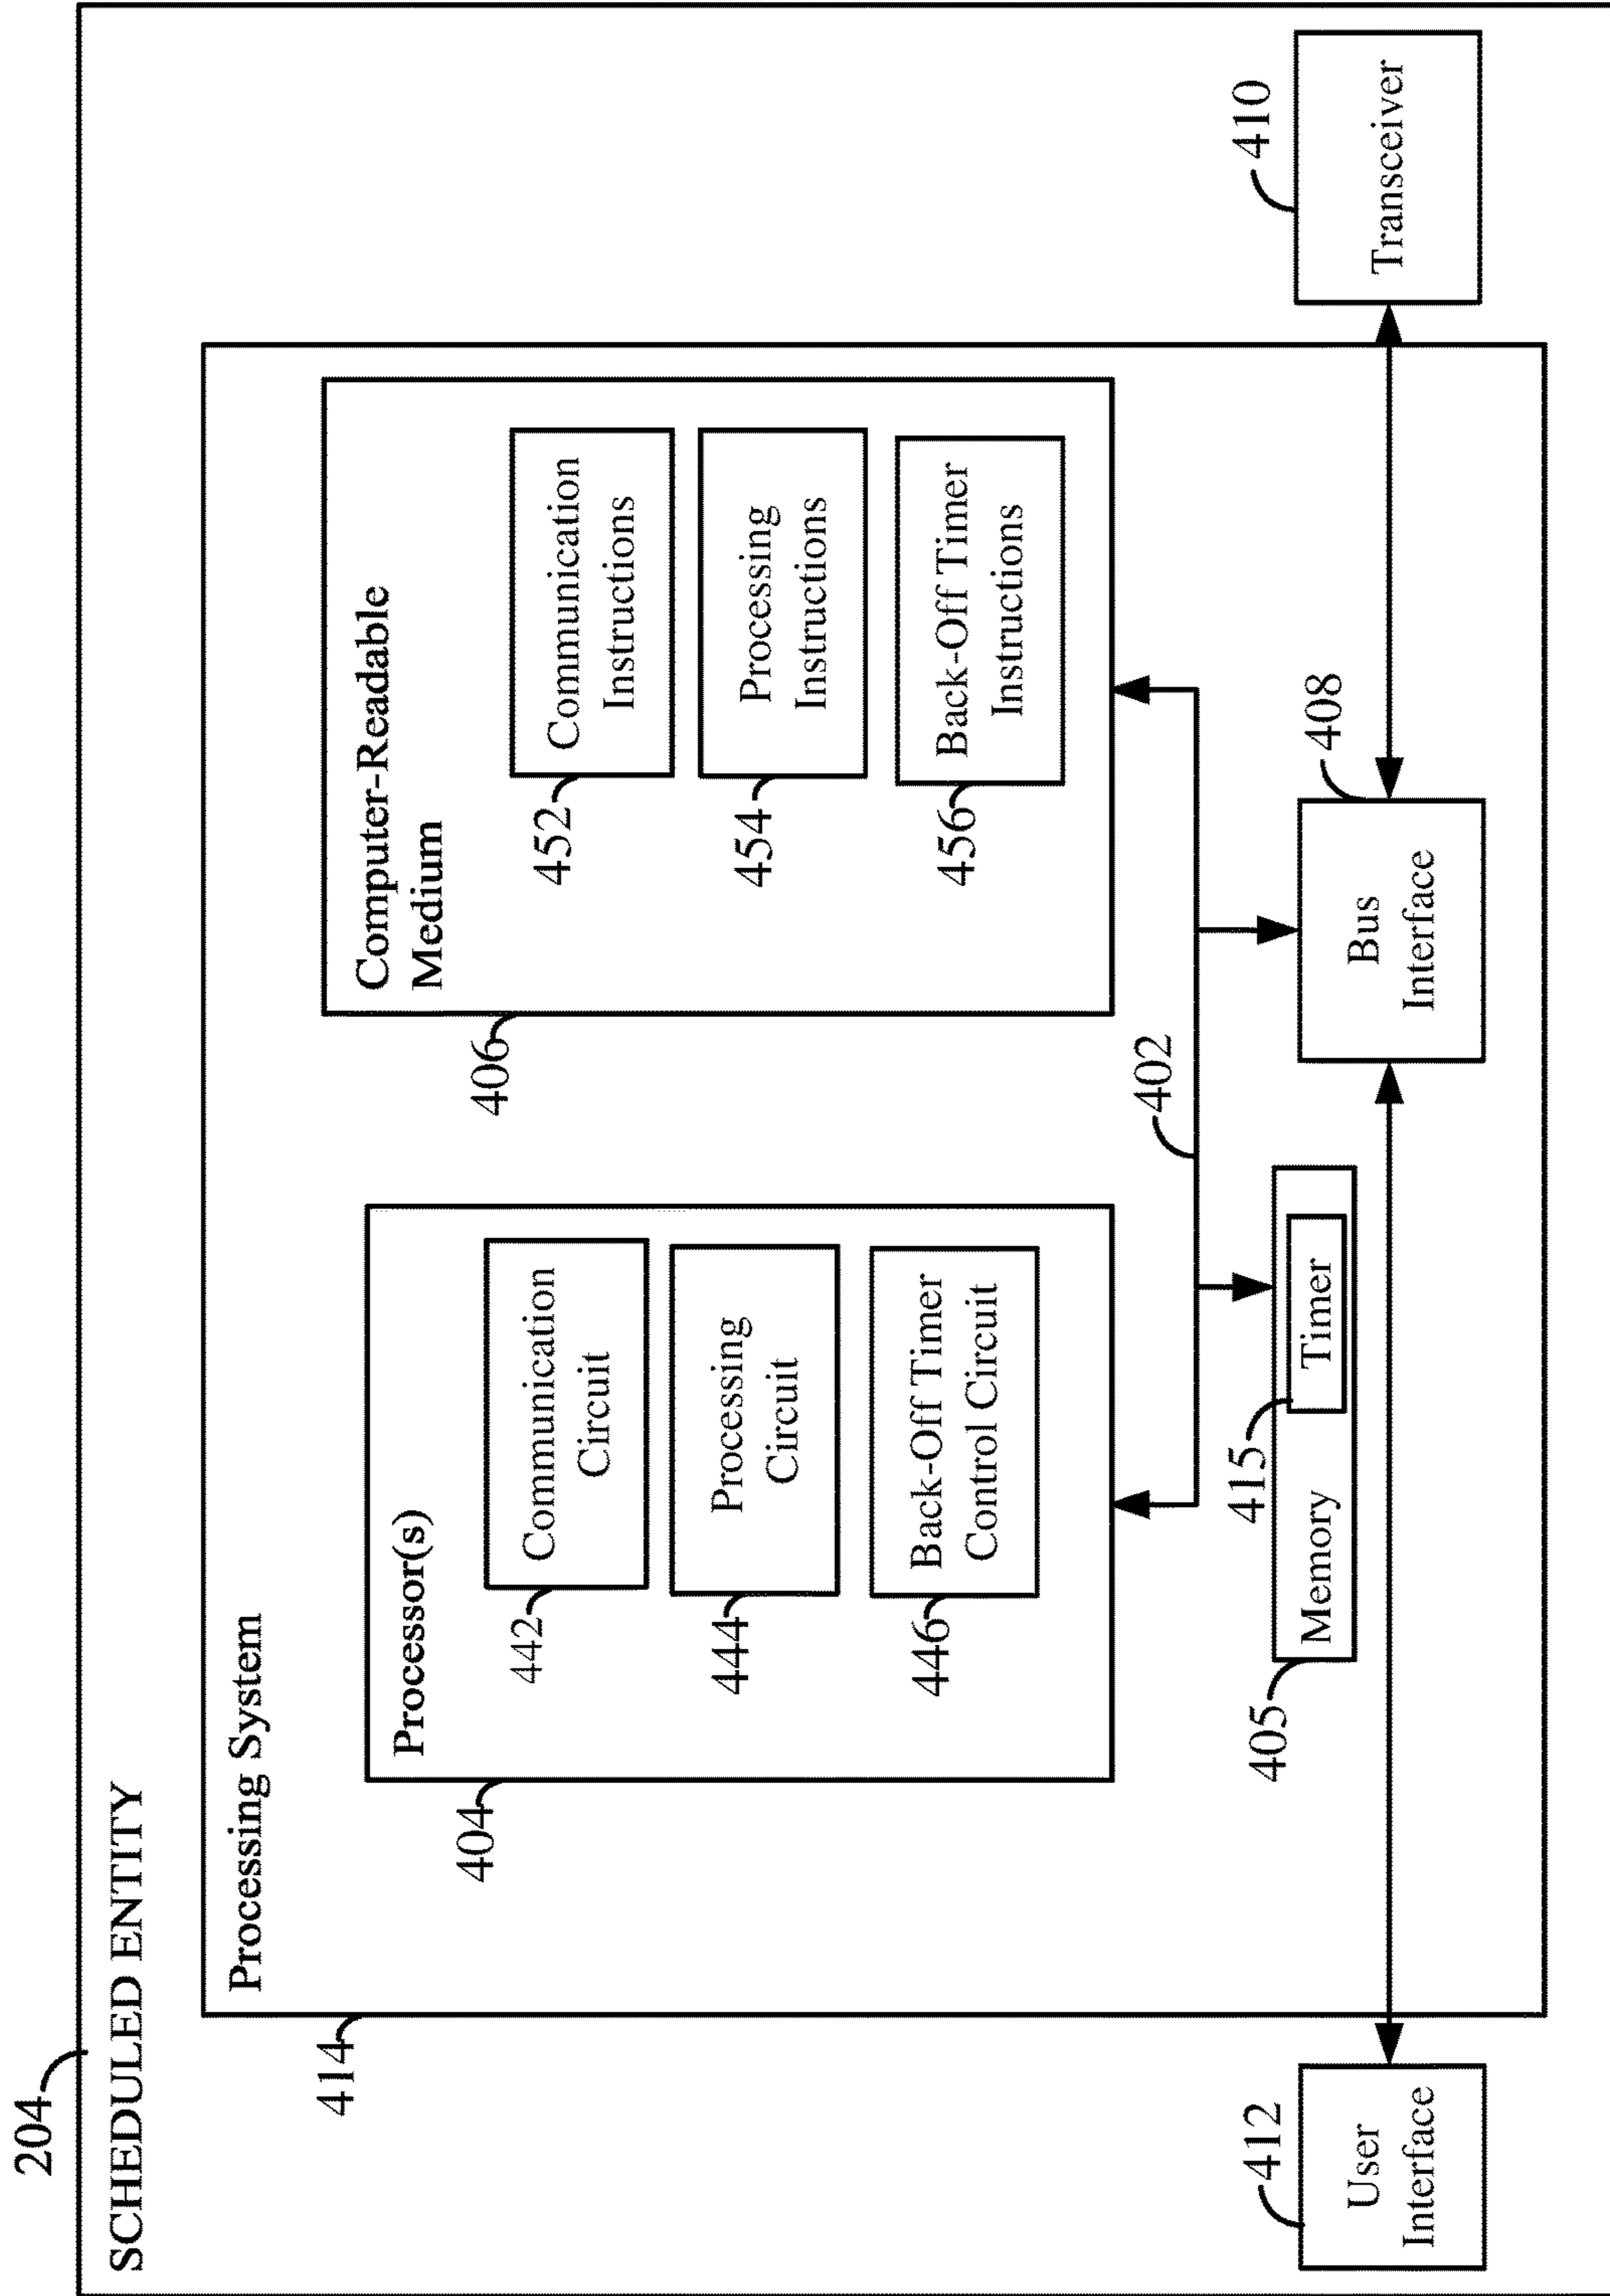 204
SCHEDULED ENTITY
414
Processing System
404
Processor(s)
442
Communication
Circuit
444
Processing
Circuit
446
Back-Off Timer
Control Circuit
406
Computer-Readable
Medium
452
Communication
Instructions
454
Processing
Instructions
456
Back-Off Timer
Instructions
402
405
Memory
415
Timer
408
Bus
Interface
412
User
Interface
410
Transceiver